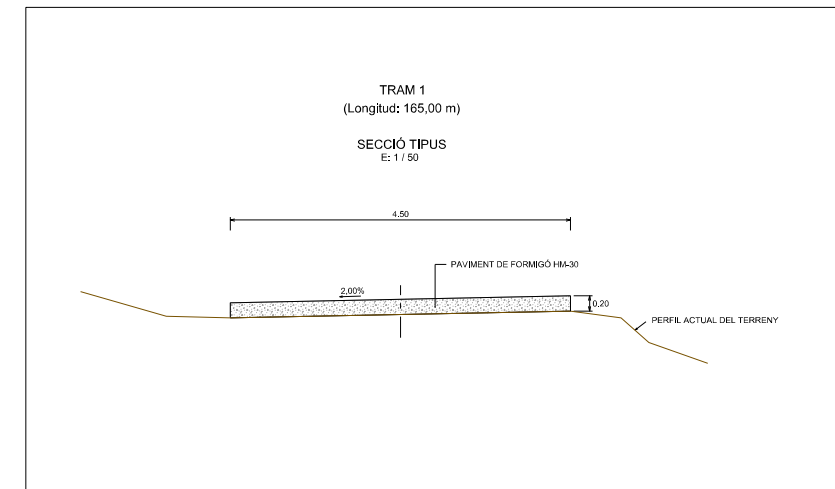 TRAM 1
(Longitud: 165,00 m)
SECCIÓ TIPUS
E: 1 / 50
4.50
PAVIMENT DE FORMIGÓ HM-30
2,00%
0,20
PERFIL ACTUAL DEL TERRENY